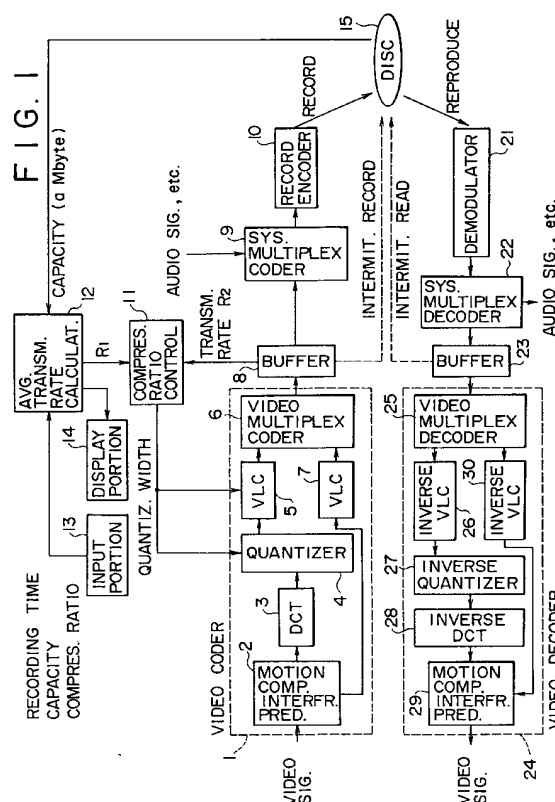 FIG. 1
RECORDING TIME
CAPACITY
COMPRES. RATIO
13
INPUT PORTION
14
DISPLAY PORTION
AVG. TRANSM.
RATE
CALCULAT.
12
CAPACITY (a Mbyte)
R1
11
COMPRES.
RATIO
CONTROL
QUANTIZ. WIDTH
TRANSM.
RATE R2
AUDIO SIG., etc.
9
SYS.
MULTIPLEX
CODER
10
RECORD
ENCODER
RECORD
15
DISC
VIDEO CODER
1
VIDEO
SIG.
2
MOTION
COMP.
INTERFR.
PRED.
3
DCT
QUANTIZER
4
VLC
5
VLC
7
6
VIDEO
MULTIPLEX
CODER
8
BUFFER
INTERMIT. RECORD
INTERMIT. READ
REPRODUCE
21
DEMODULATOR
22
SYS.
MULTIPLEX
DECODER
AUDIO SIG., etc.
BUFFER
23
25
VIDEO
MULTIPLEX
DECODER
INVERSE
VLC
26
30
INVERSE
VLC
27
INVERSE
QUANTIZER
28
INVERSE
DCT
29
MOTION
COMP.
INTERFR.
PRED.
24
VIDEO DECODER
VIDEO
SIG.